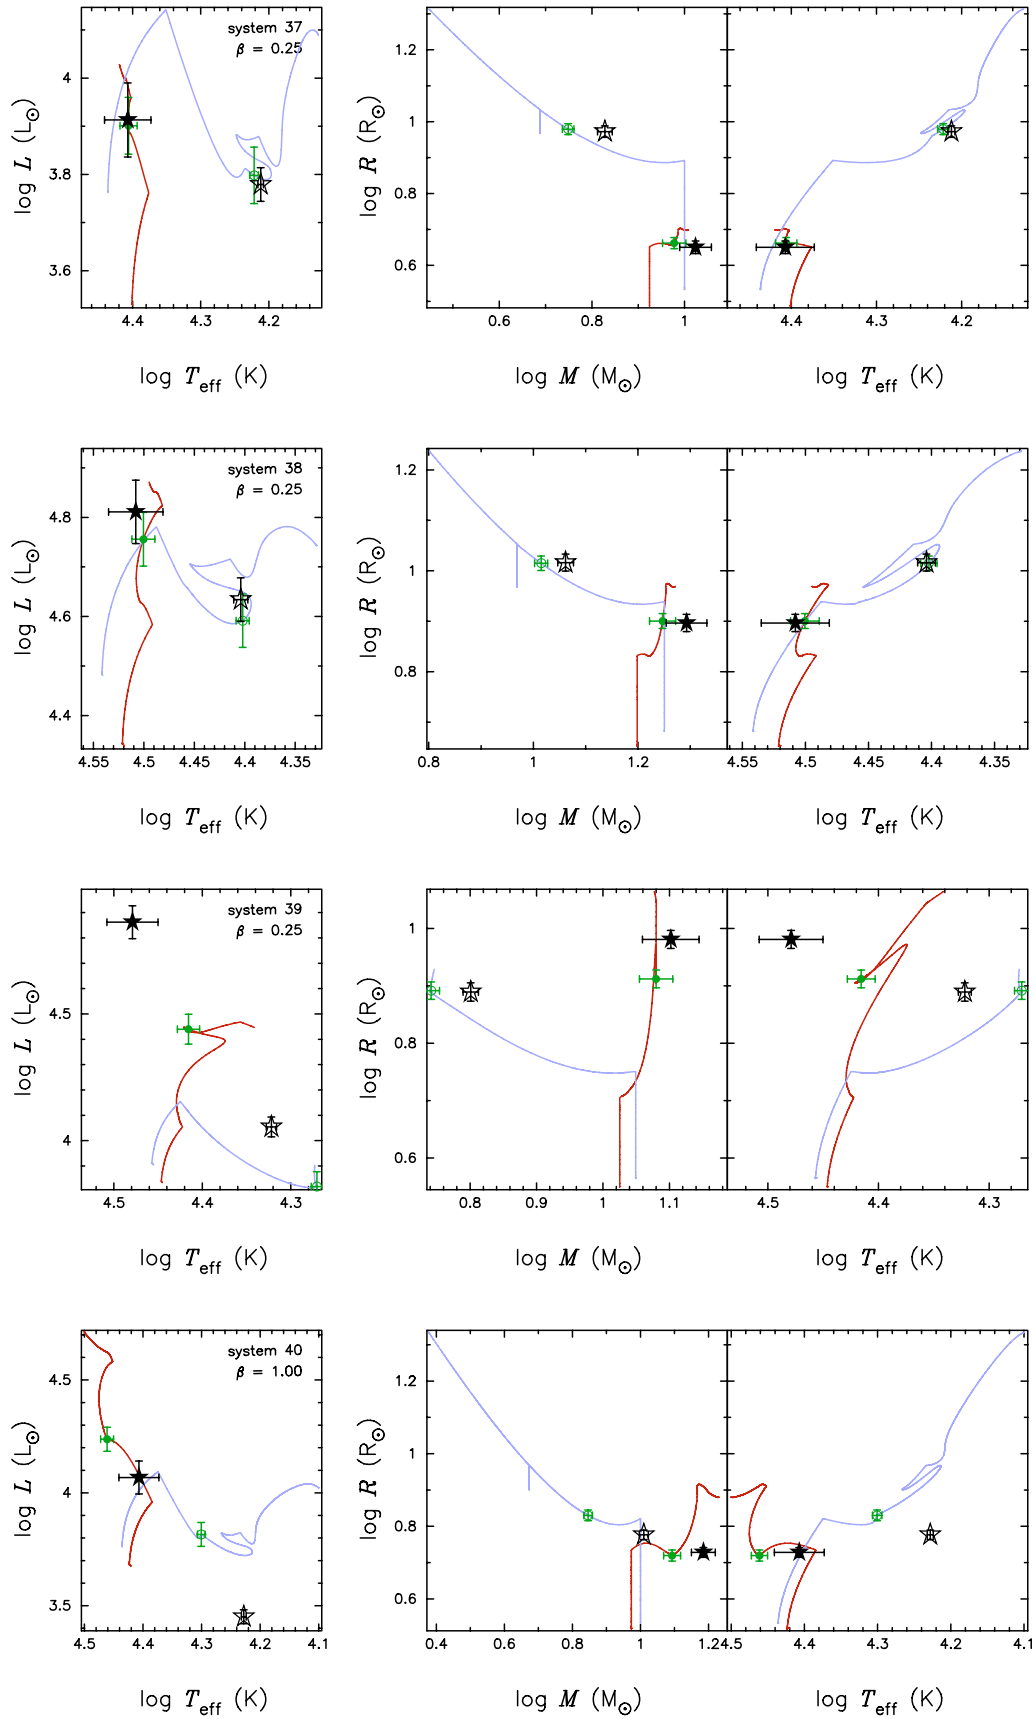 system 37
β = 0.25
4
3.8
3.6
log L (L⊙)
4.4 4.3 4.2
log Teff (K)
1.2
1
0.8
0.6
log R (R⊙)
0.6 0.8 1
log M (M⊙)
4.4 4.3 4.2
log Teff (K)
system 38
β = 0.25
4.8
4.6
4.4
log L (L⊙)
4.55 4.5 4.45 4.4 4.35
log Teff (K)
1.2
1
0.8
log R (R⊙)
0.8 1 1.2
log M (M⊙)
4.55 4.5 4.45 4.4 4.35
log Teff (K)
system 39
β = 0.25
4.5
4
log L (L⊙)
4.5 4.4 4.3
log Teff (K)
1
0.8
0.6
log R (R⊙)
0.8 0.9 1 1.1
log M (M⊙)
4.5 4.4 4.3
log Teff (K)
system 40
β = 1.00
4.5
4
3.5
log L (L⊙)
4.5 4.4 4.3 4.2 4.1
log Teff (K)
1.2
1
0.8
0.6
log R (R⊙)
0.4 0.6 0.8 1 1.2
log M (M⊙)
4.5 4.4 4.3 4.2 4.1
log Teff (K)